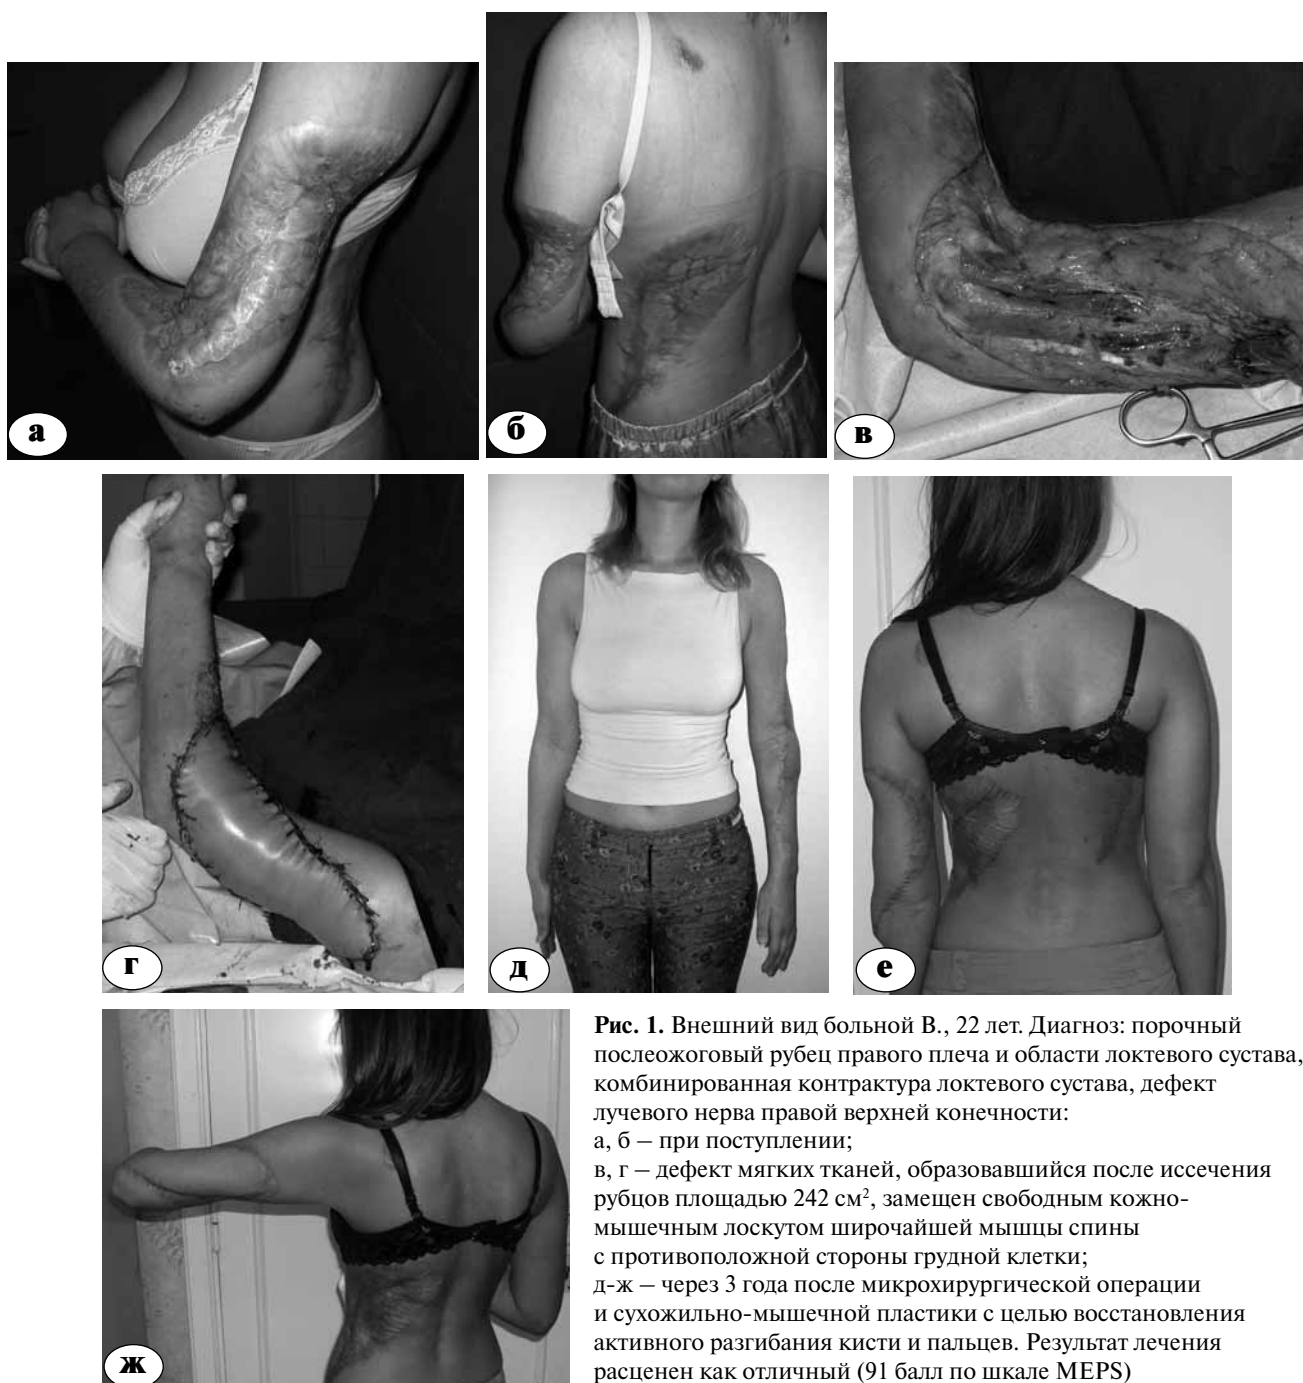 а
б
в
г
д
е
ж
Рис. 1. Внешний вид больной В., 22 лет. Диагноз: порочный
послеожоговый рубец правого плеча и области локтевого сустава,
комбинированная контрактура локтевого сустава, дефект
лучевого нерва правой верхней конечности:
а, б – при поступлении;
в, г – дефект мягких тканей, образовавшийся после иссечения
рубцов площадью 242 см², замещен свободным кожно-
мышечным лоскутом широчайшей мышцы спины
с противоположной стороны грудной клетки;
д-ж – через 3 года после микрохирургической операции
и сухожильно-мышечной пластики с целью восстановления
активного разгибания кисти и пальцев. Результат лечения
расценен как отличный (91 балл по шкале MEPS)